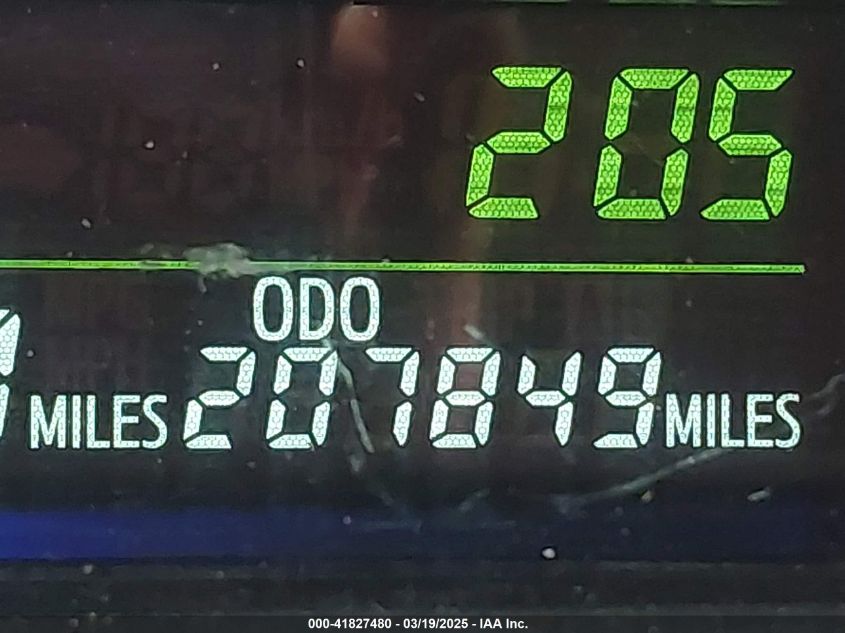 205
ODO
MILES 207849 MILES
000-41827480 - 03/19/2025 - IAA Inc.